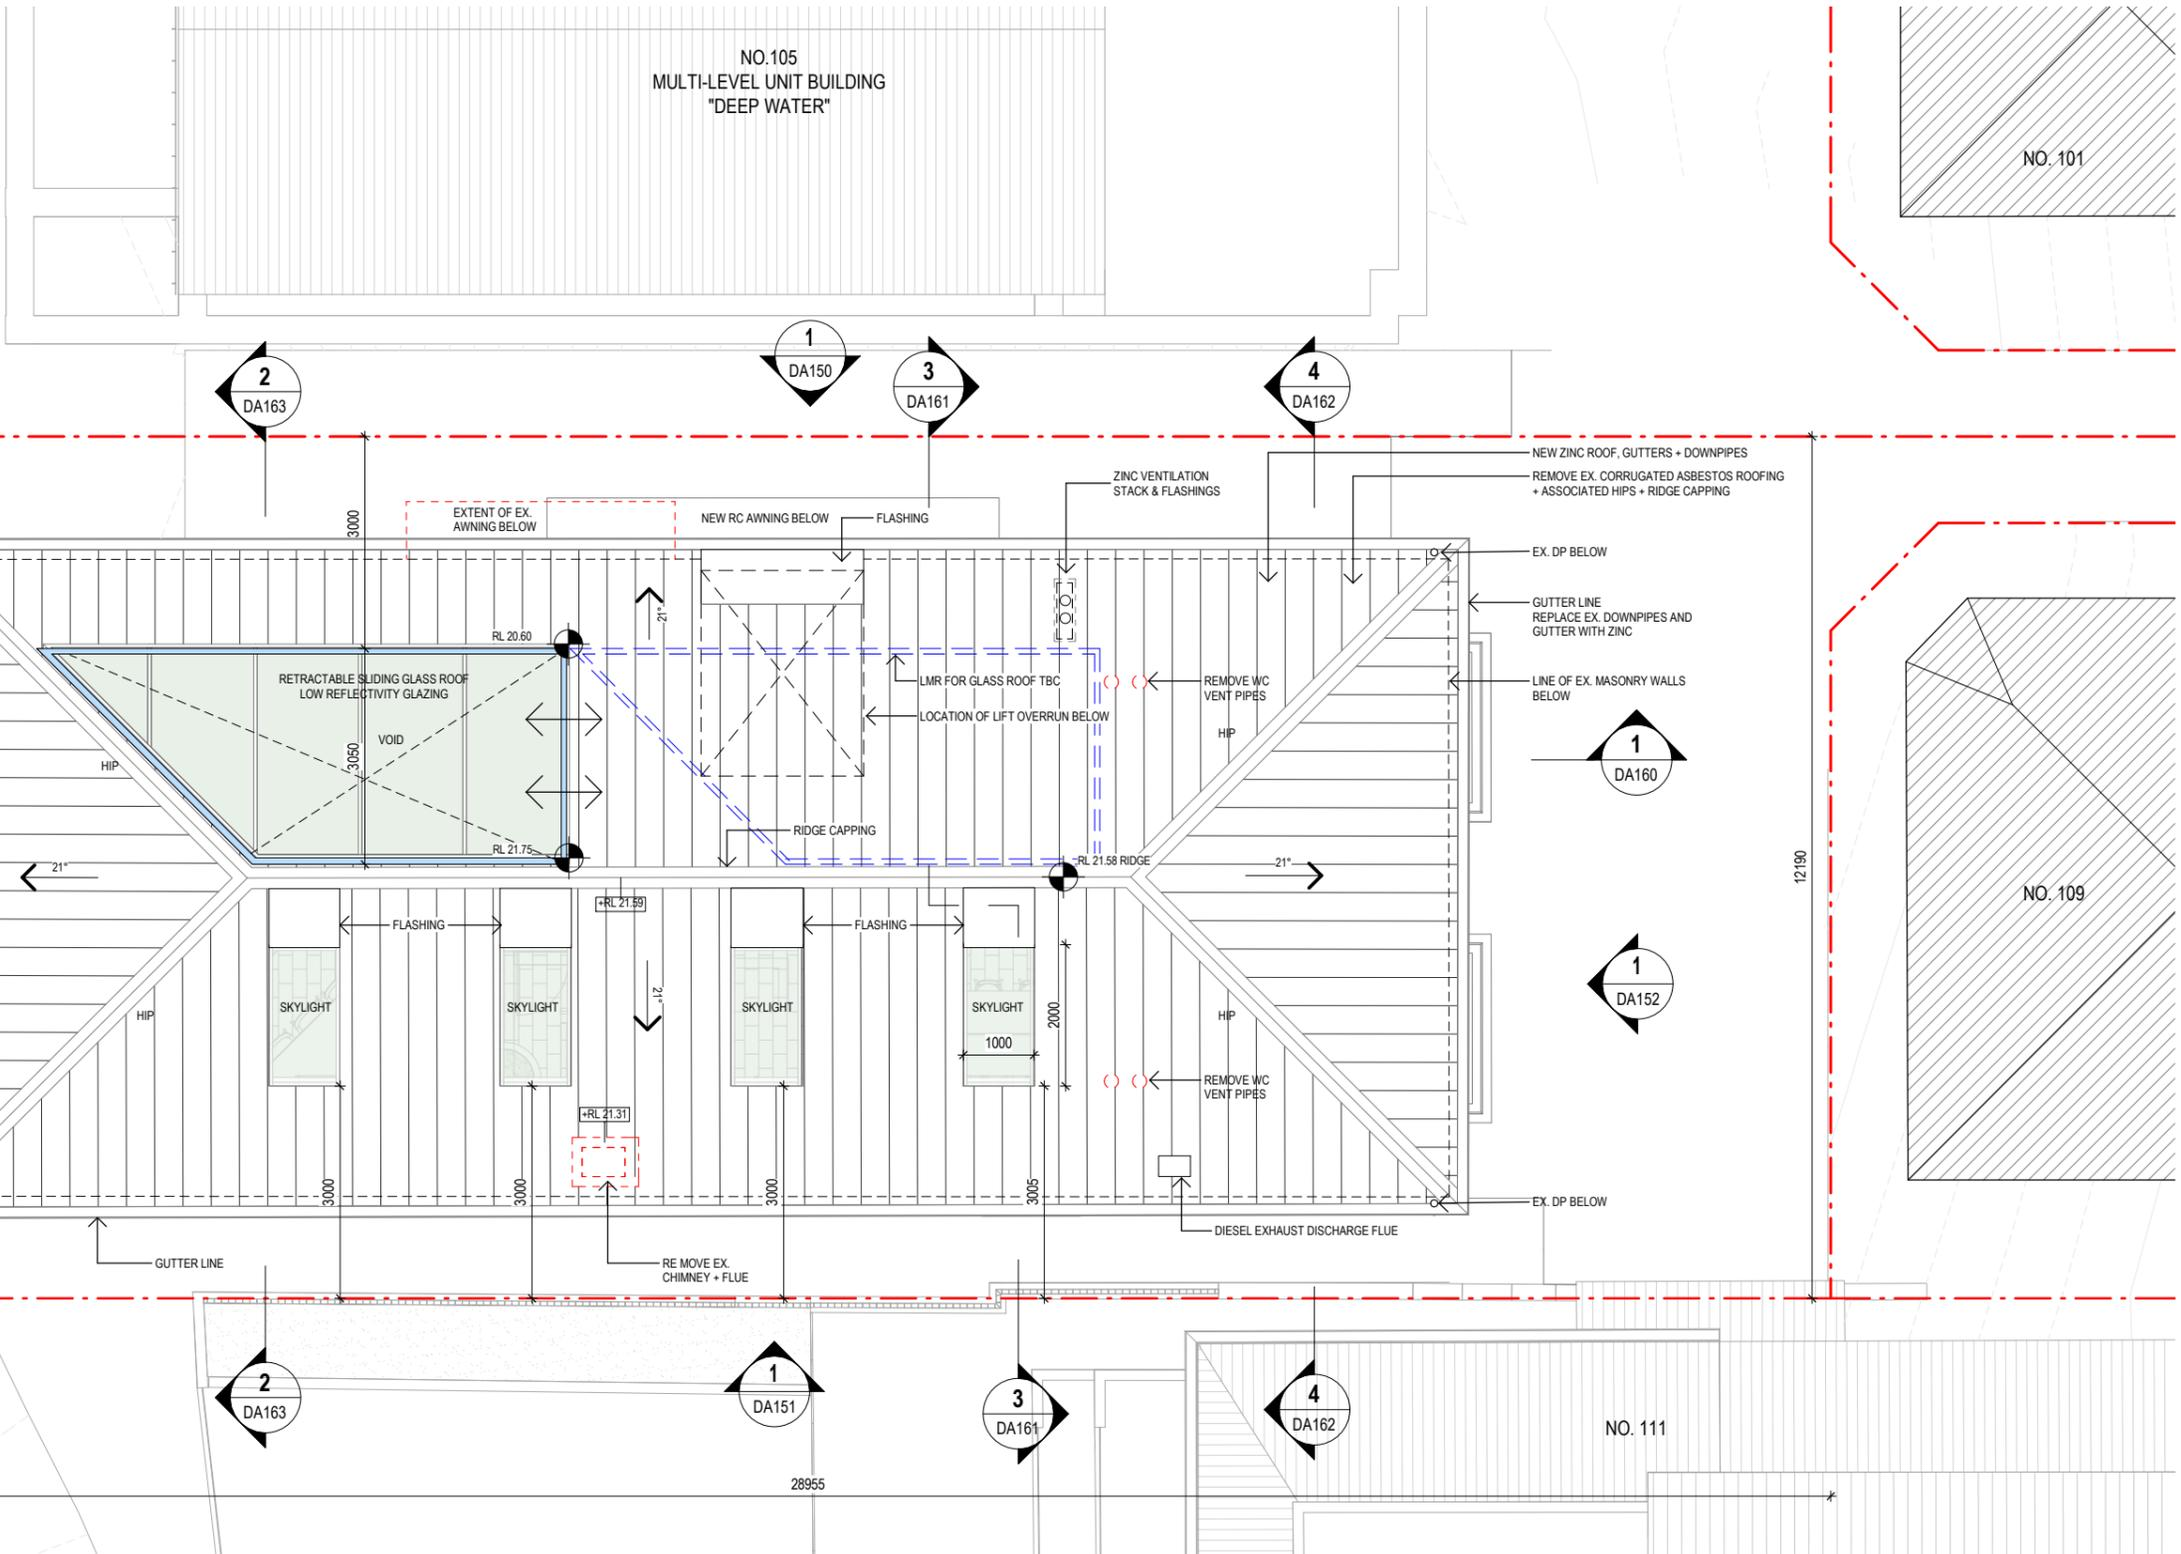 NO.105
MULTI-LEVEL UNIT BUILDING
"DEEP WATER"
NO. 101
2
DA163
1
DA150
3
DA161
4
DA162
NEW ZINC ROOF, GUTTERS + DOWNPIPES
ZINC VENTILATION
STACK & FLASHINGS
REMOVE EX. CORRUGATED ASBESTOS ROOFING
+ ASSOCIATED HIPS + RIDGE CAPPING
3000
EXTENT OF EX.
AWNING BELOW
NEW RC AWNING BELOW
FLASHING
EX. DP BELOW
GUTTER LINE
REPLACE EX. DOWNPIPES AND
GUTTER WITH ZINC
21°
RL 20.60
RETRACTABLE SLIDING GLASS ROOF
LOW REFLECTIVITY GLAZING
LMR FOR GLASS ROOF TBC
REMOVE WC
VENT PIPES
LINE OF EX. MASONRY WALLS
BELOW
LOCATION OF LIFT OVERRUN BELOW
VOID
3050
HIP
HIP
1
DA160
RIDGE CAPPING
RL 21.75
RL 21.58 RIDGE
21°
21°
12190
NO. 109
+RL 21.59
FLASHING
FLASHING
1
DA152
SKYLIGHT
SKYLIGHT
SKYLIGHT
SKYLIGHT
21°
2000
HIP
HIP
1000
REMOVE WC
VENT PIPES
+RL 21.31
3000
3000
3000
3005
EX. DP BELOW
DIESEL EXHAUST DISCHARGE FLUE
GUTTER LINE
RE MOVE EX.
CHIMNEY + FLUE
2
DA163
1
DA151
3
DA161
4
DA162
NO. 111
28955